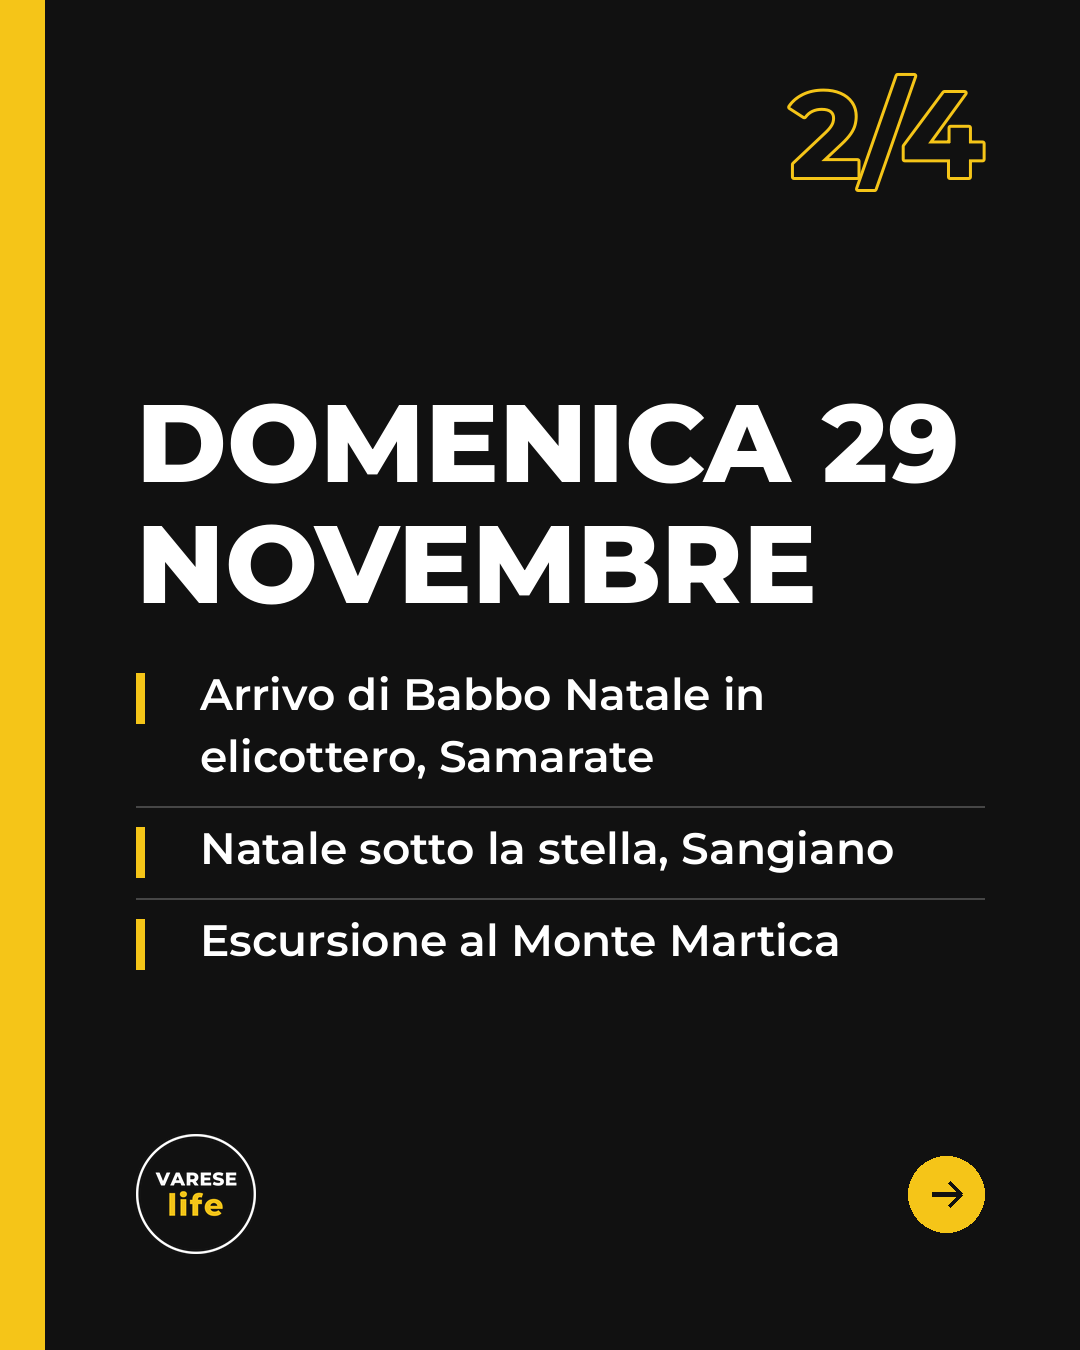 2/4
DOMENICA 29
NOVEMBRE
Arrivo di Babbo Natale in
elicottero, Samarate
Natale sotto la stella, Sangiano
Escursione al Monte Martica
VARESE
life